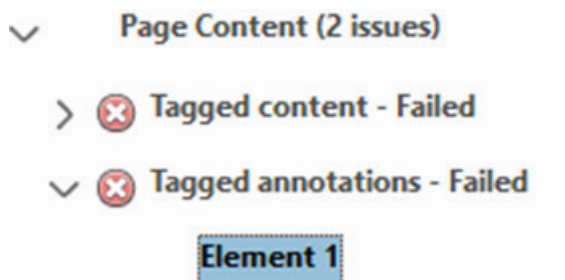 Page Content (2 issues)
Tagged content - Failed
Tagged annotations - Failed
Element 1